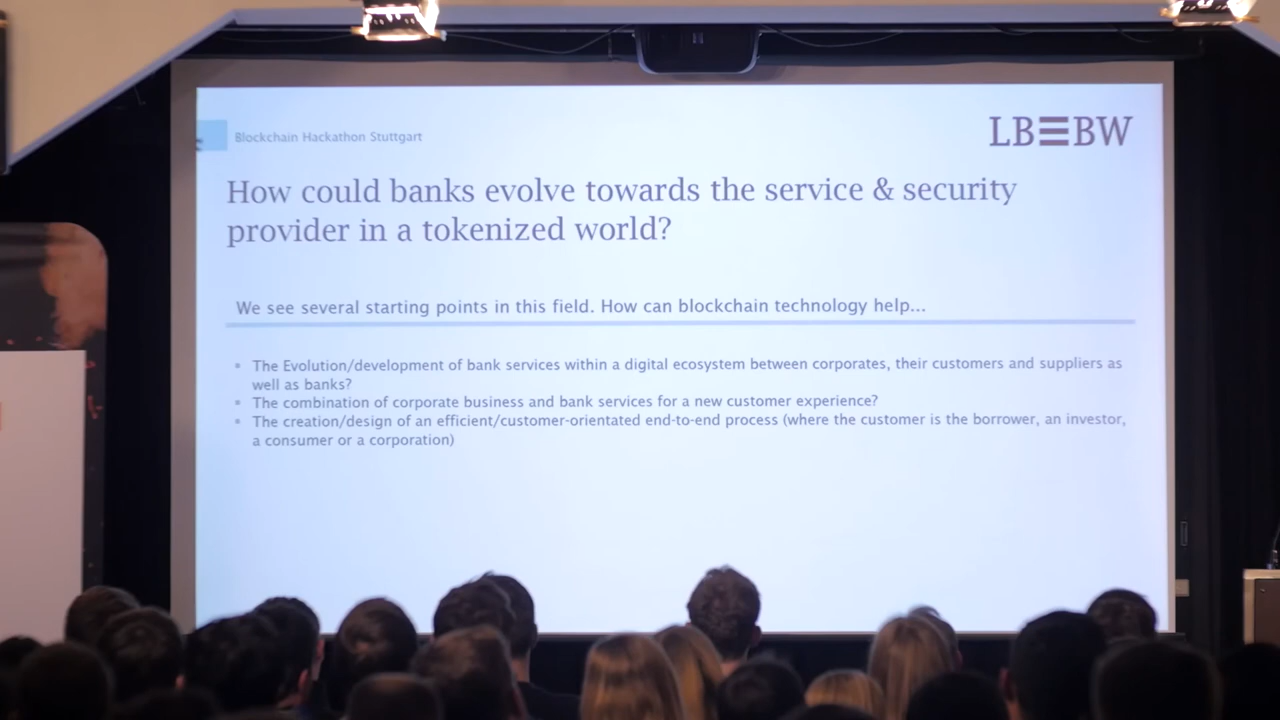 Blockchain Hackathon Stuttgart
LB≡BW
How could banks evolve towards the service & security
provider in a tokenized world?
We see several starting points in this field. How can blockchain technology help...
▪ The Evolution/development of bank services within a digital ecosystem between corporates, their customers and suppliers as
well as banks?
▪ The combination of corporate business and bank services for a new customer experience?
▪ The creation/design of an efficient/customer-orientated end-to-end process (where the customer is the borrower, an investor,
a consumer or a corporation)